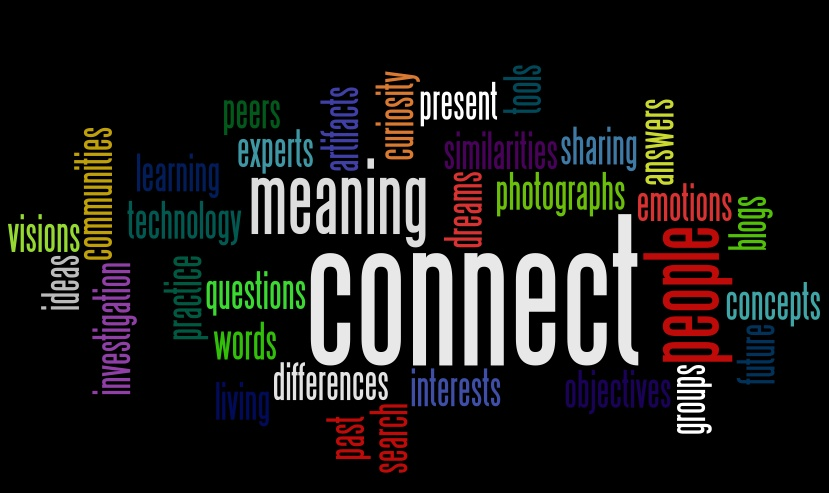 tools
curiosity
present
artifacts
peers
answers
communities
experts
similarities
sharing
learning
meaning
dreams
photographs
emotions
blogs
technology
visions
connect
people
ideas
investigation
practice
questions
concepts
words
future
differences
interests
objectives
groups
living
past
search